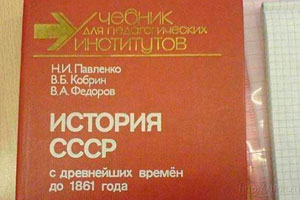 Учебник
для педагогических
ИНСТИТУТОВ
Н.И. Павленко
В.Б. Кобрин
В.А. Федоров
ИСТОРИЯ
СССР
с древнейших времён
до 1861 года